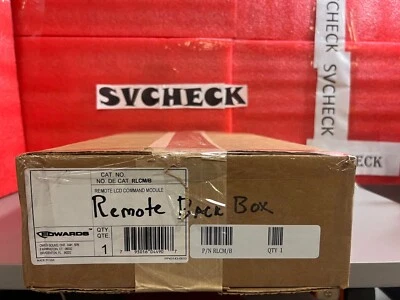 SVCHECK
SVCHECK
SVCHECK
CAT NO.
NO DE CAT. RLCM/B
REMOTE LCD COMMAND MODULE
Remote Back Box
EDWARDS
QTY
QTE
1
P/N RLCM/B QTY 1